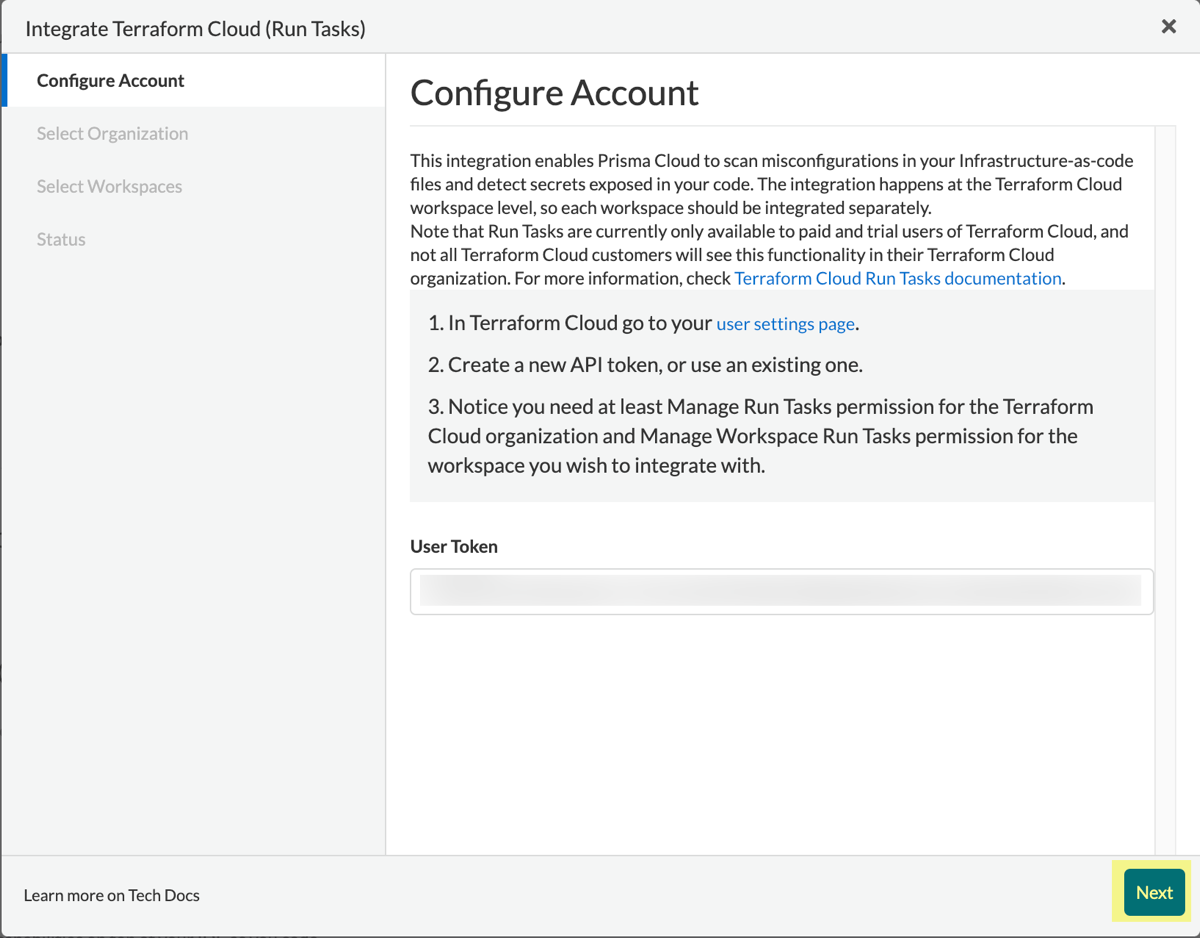 Integrate Terraform Cloud (Run Tasks)
Configure Account
Select Organization
Select Workspaces
Status
Configure Account
This integration enables Prisma Cloud to scan misconfigurations in your Infrastructure-as-code
files and detect secrets exposed in your code. The integration happens at the Terraform Cloud
workspace level, so each workspace should be integrated separately.
Note that Run Tasks are currently only available to paid and trial users of Terraform Cloud, and
not all Terraform Cloud customers will see this functionality in their Terraform Cloud
organization. For more information, check Terraform Cloud Run Tasks documentation.
1. In Terraform Cloud go to your user settings page.
2. Create a new API token, or use an existing one.
3. Notice you need at least Manage Run Tasks permission for the Terraform
Cloud organization and Manage Workspace Run Tasks permission for the
workspace you wish to integrate with.
User Token
Learn more on Tech Docs
Next